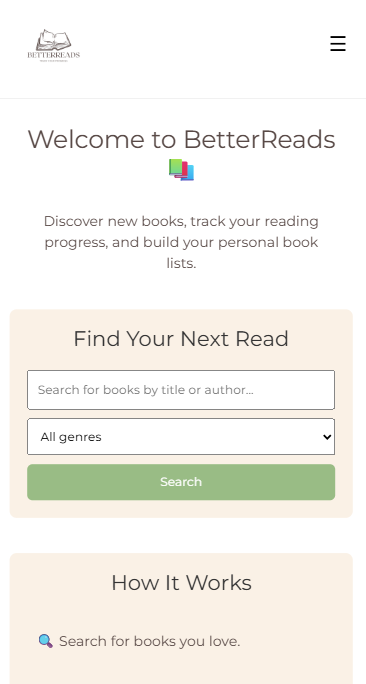 BETTERREADS
☰
Welcome to BetterReads
📚
Discover new books, track your reading
progress, and build your personal book
lists.
Find Your Next Read
Search for books by title or author...
All genres
Search
How It Works
🔍 Search for books you love.